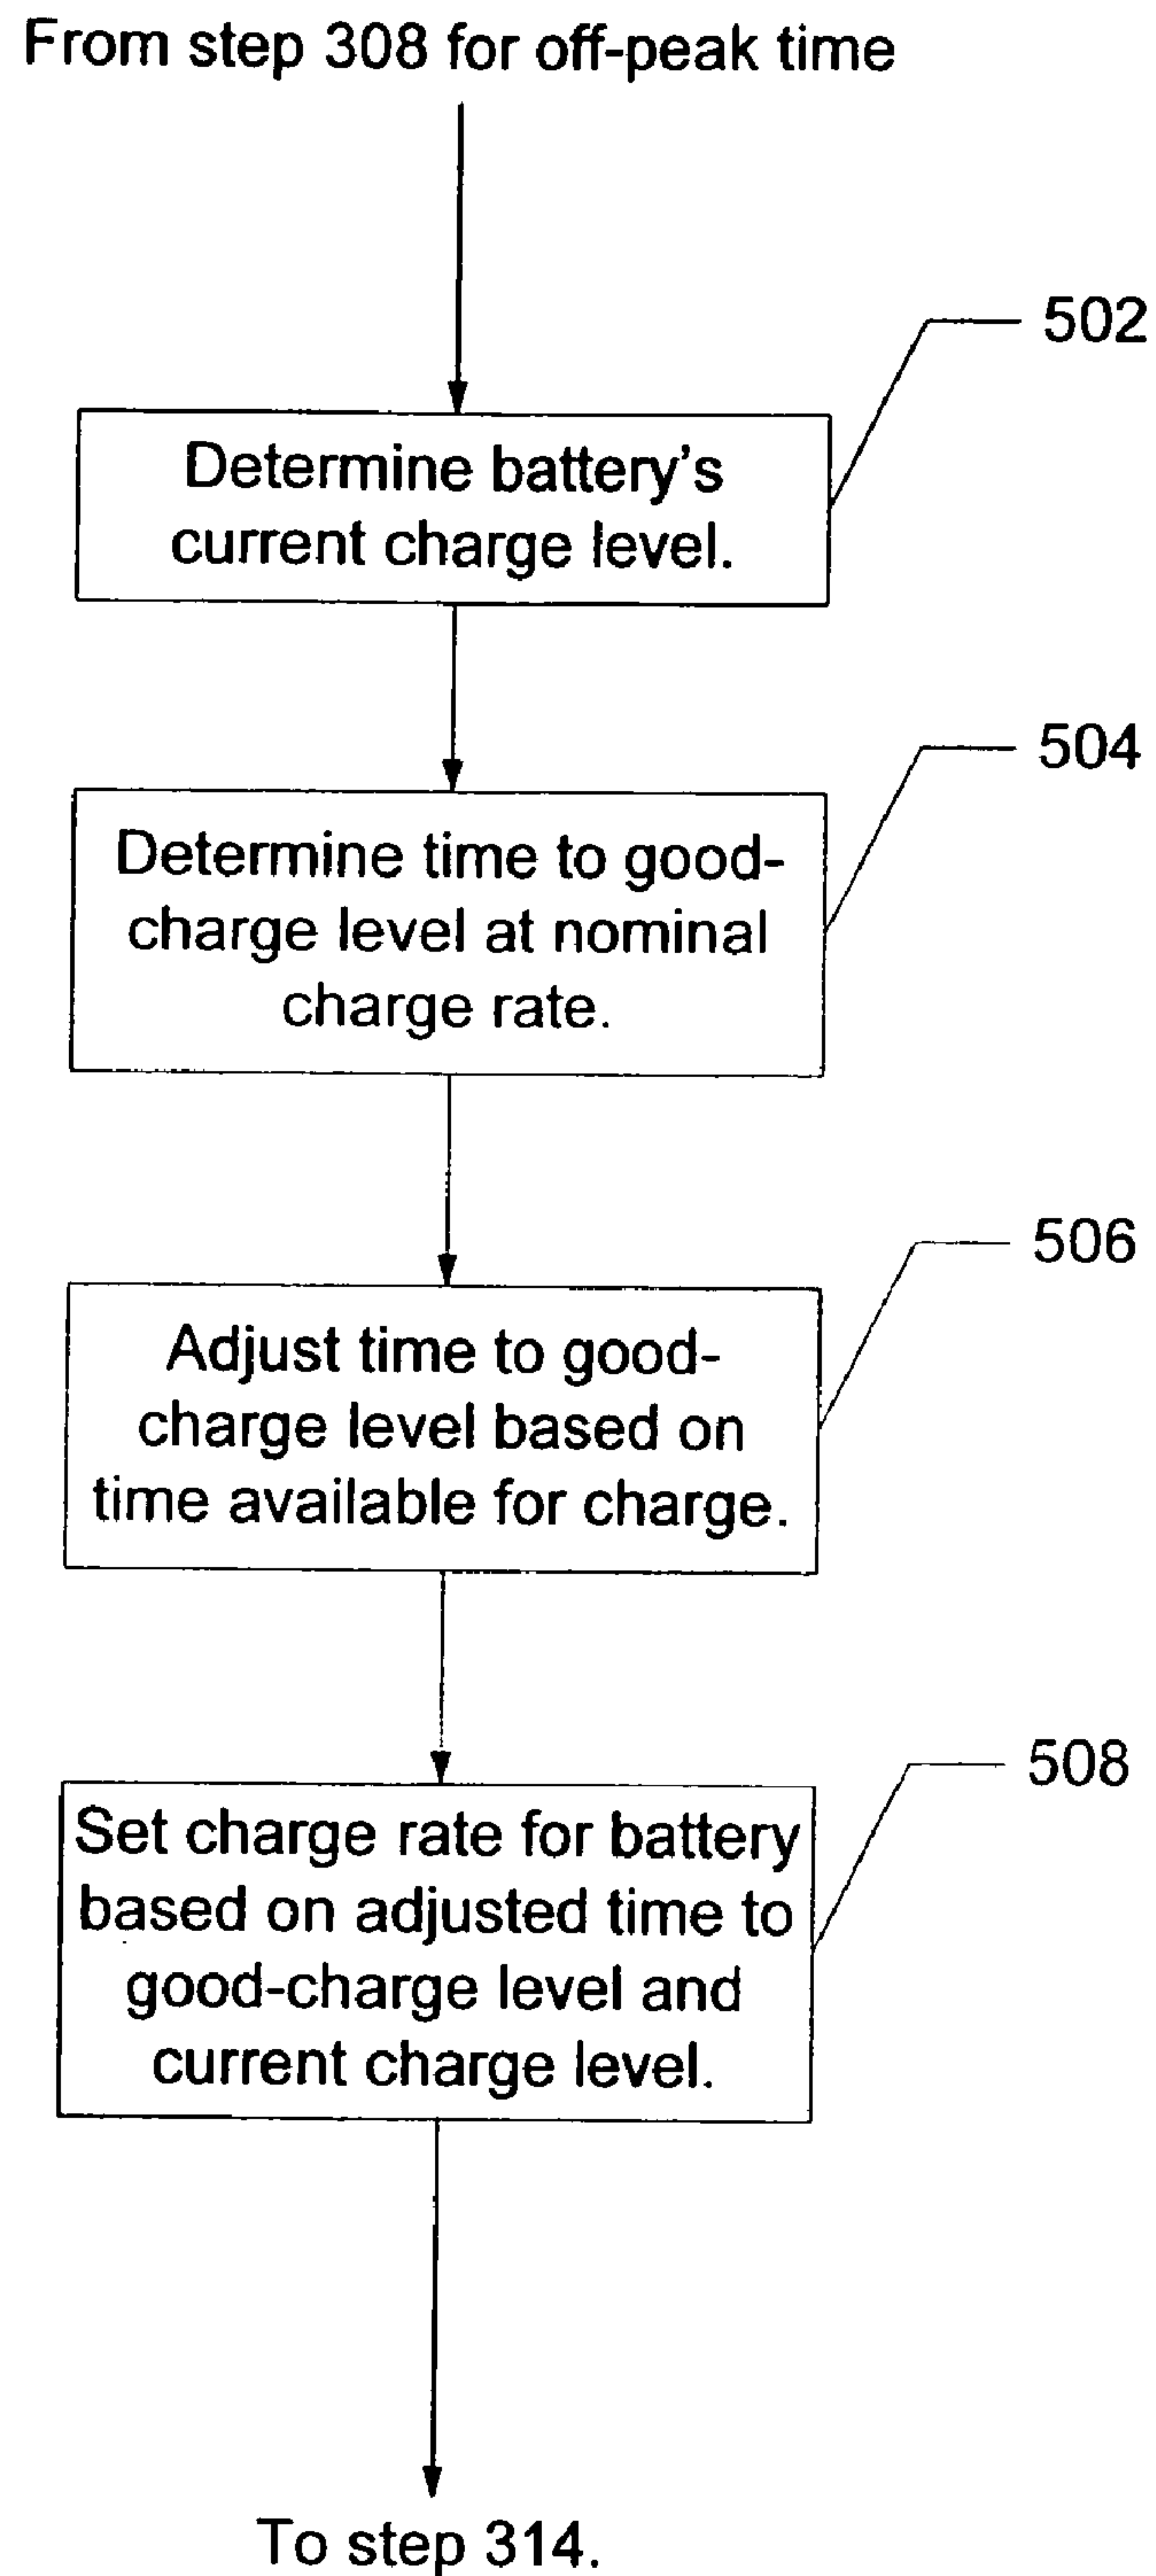 From step 308 for off-peak time
502
Determine battery's
current charge level.
504
Determine time to good-
charge level at nominal
charge rate.
506
Adjust time to good-
charge level based on
time available for charge.
508
Set charge rate for battery
based on adjusted time to
good-charge level and
current charge level.
To step 314.